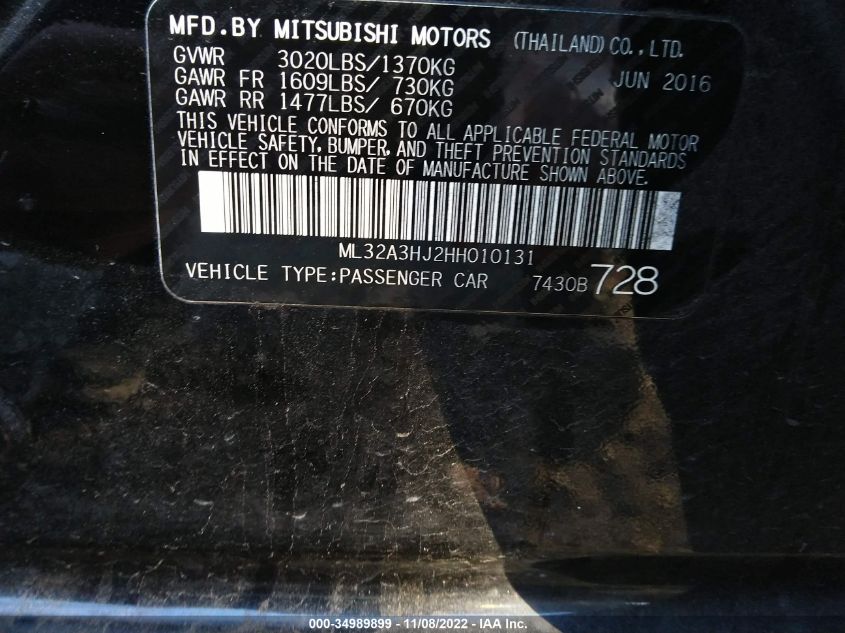 MFD.BY MITSUBISHI MOTORS (THAILAND)CO.,LTD.
GVWR 3020LBS/1370KG
JUN 2016
GAWR FR 1609LBS/ 730KG
GAWR RR 1477LBS/ 670KG
THIS VEHICLE CONFORMS TO ALL APPLICABLE FEDERAL MOTOR
VEHICLE SAFETY, BUMPER, AND THEFT PREVENTION STANDARDS
IN EFFECT ON THE DATE OF MANUFACTURE SHOWN ABOVE.
ML32A3HJ2HH010131
VEHICLE TYPE:PASSENGER CAR 7430B728
000-34989899 - 11/08/2022 - IAA Inc.